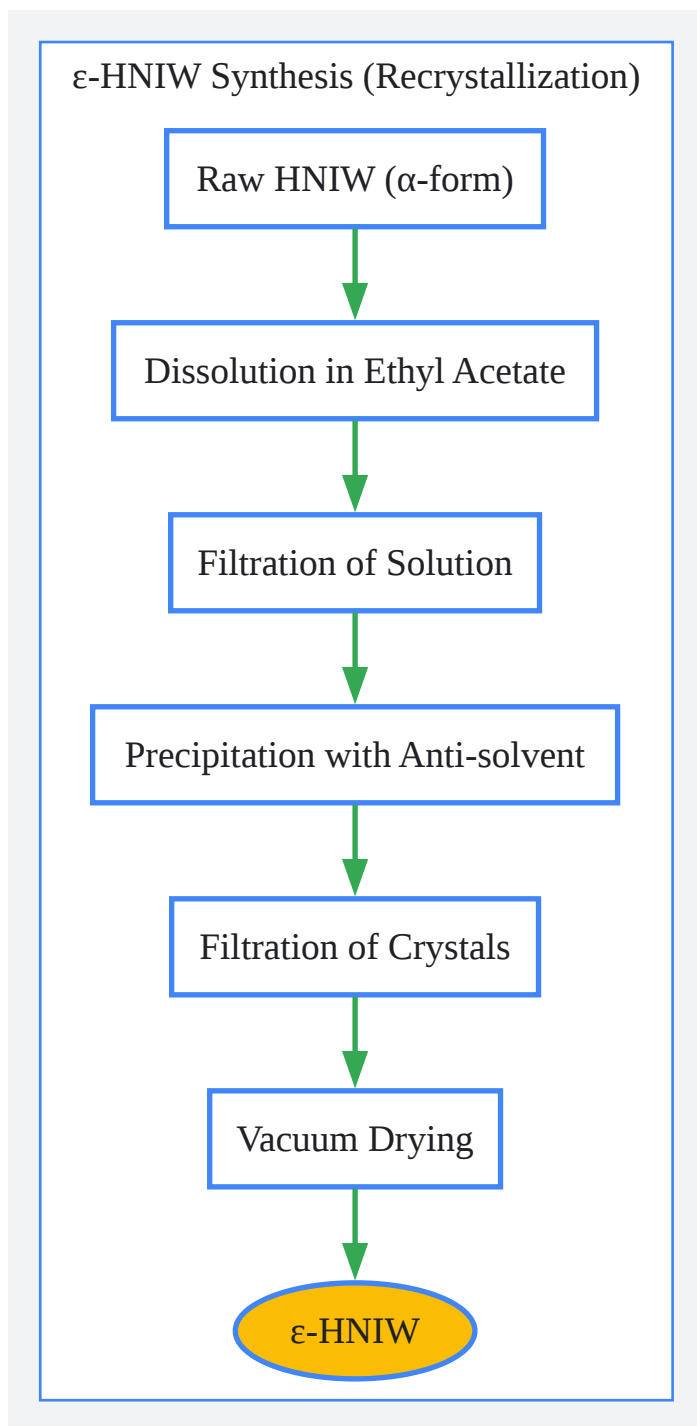 ε-HNIW Synthesis (Recrystallization)
Raw HNIW (α-form)
Dissolution in Ethyl Acetate
Filtration of Solution
Precipitation with Anti-solvent
Filtration of Crystals
Vacuum Drying
ε-HNIW